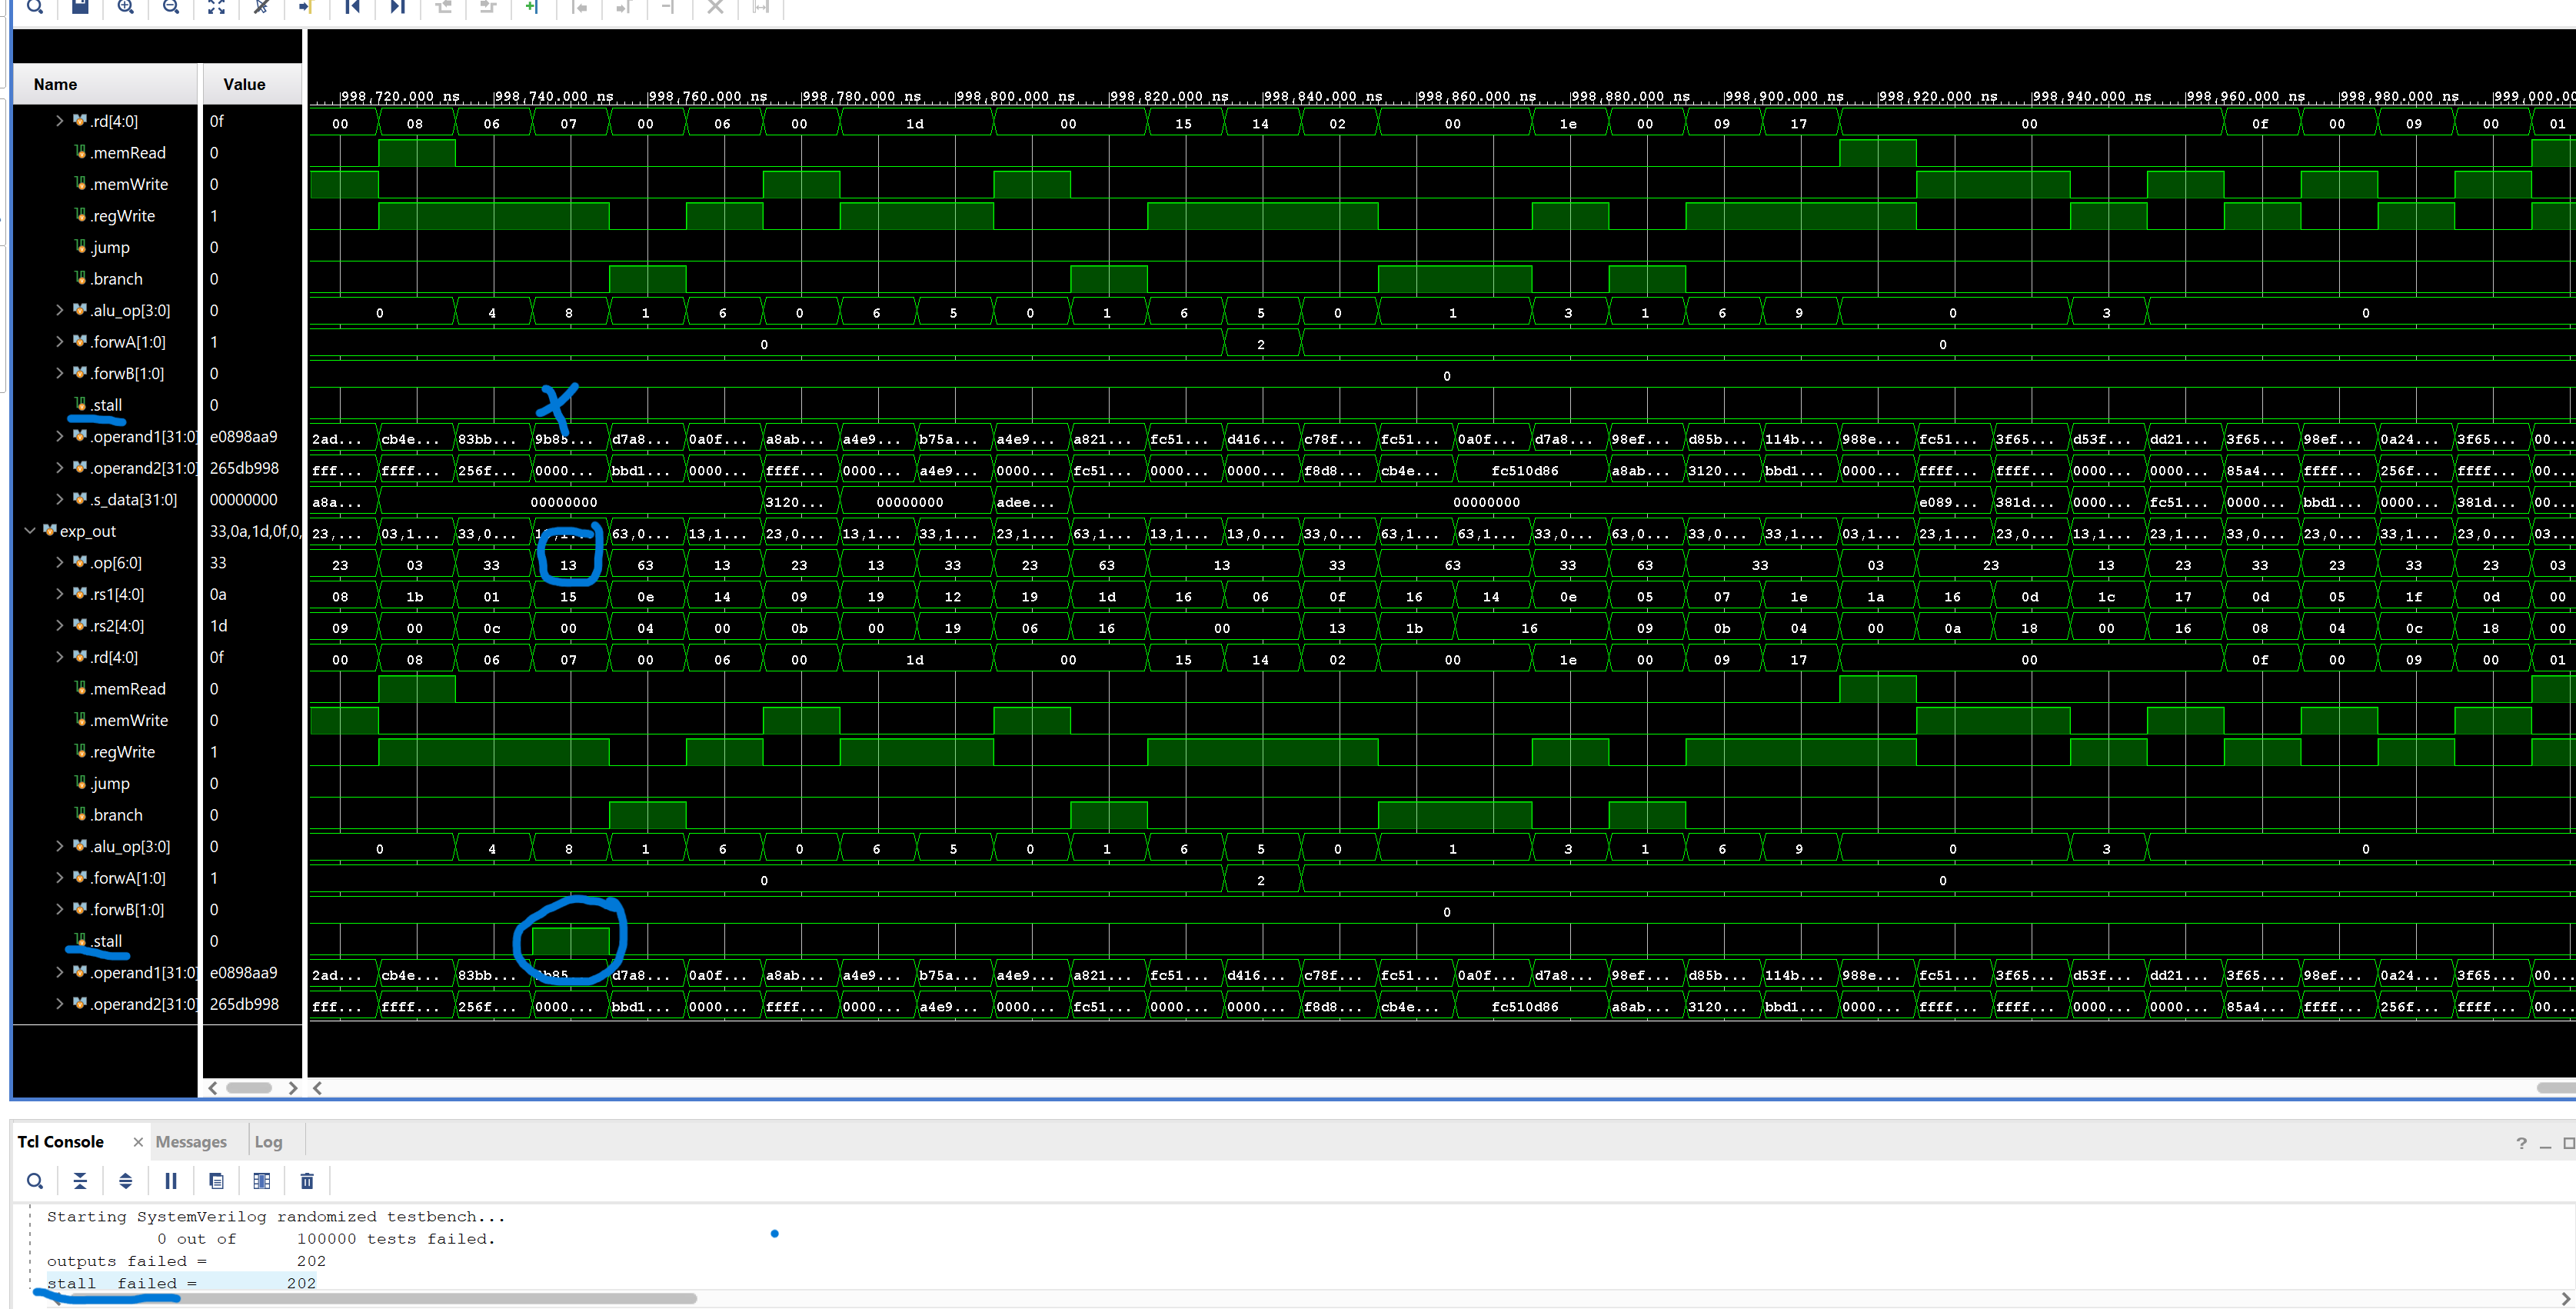 Name Value
998,720.000 ns 998,740.000 ns 998,760.000 ns 998,780.000 ns 998,800.000 ns 998,820.000 ns 998,840.000 ns 998,860.000 ns 998,880.000 ns 998,900.000 ns 998,920.000 ns 998,940.000 ns 998,960.000 ns 998,980.000 ns 999,000.00
.rd[4:0] 0f 00 08 06 07 00 06 00 1d 00 15 14 02 00 1e 00 09 17 00 0f 00 09 00 01
.memRead 0
.memWrite 0
.regWrite 1
.jump 0
.branch 0
.alu_op[3:0] 0 0 4 8 1 6 0 6 5 0 1 6 5 0 1 3 1 6 9 0 3 0
.forwA[1:0] 1 0 2 0
.forwB[1:0] 0 0
X
.stall 0
.operand1[31:0] e0898aa9 2ad... cb4e... 83bb... 9b85... d7a8... 0a0f... a8ab... a4e9... b75a... a4e9... a821... fc51... d416... c78f... fc51... 0a0f... d7a8... 98ef... d85b... 114b... 988e... fc51... 3f65... d53f... dd21... 3f65... 98ef... 0a24... 3f65... 00...
.operand2[31:0] 265db998 fff... ffff... 256f... 0000... bbd1... 0000... ffff... 0000... a4e9... 0000... fc51... 0000... 0000... f8d8... cb4e... fc510d86 a8ab... 3120... bbd1... 0000... ffff... ffff... 0000... 0000... 85a4... ffff... 256f... ffff... 00...
.s_data[31:0] 00000000 a8a... 00000000 3120... 00000000 adee... 00000000 e089... 381d... 0000... fc51... 0000... bbd1... 0000... 381d... 00...
exp_out 33,0a,1d,0f,0, 23,... 03,1... 33,0... 63,0... 13,1... 23,0... 13,1... 33,1... 23,1... 63,1... 13,1... 13,0... 33,0... 63,1... 63,1... 33,0... 63,0... 33,0... 33,1... 03,1... 23,1... 23,0... 13,1... 23,1... 33,0... 23,0... 33,1... 23,0... 03...
.op[6:0] 33 23 03 33 13 63 13 23 13 33 23 63 13 33 63 33 63 33 03 23 13 23 33 23 33 23 03
.rs1[4:0] 0a 08 1b 01 15 0e 14 09 19 12 19 1d 16 06 0f 16 14 0e 05 07 1e 1a 16 0d 1c 17 0d 05 1f 0d 00
.rs2[4:0] 1d 09 00 0c 00 04 00 0b 00 19 06 16 00 13 1b 16 09 0b 04 00 0a 18 00 16 08 04 0c 18 00
.rd[4:0] 0f 00 08 06 07 00 06 00 1d 00 15 14 02 00 1e 00 09 17 00 0f 00 09 00 01
.memRead 0
.memWrite 0
.regWrite 1
.jump 0
.branch 0
.alu_op[3:0] 0 0 4 8 1 6 0 6 5 0 1 6 5 0 1 3 1 6 9 0 3 0
.forwA[1:0] 1 0 2 0
.forwB[1:0] 0 0
.stall 0
.operand1[31:0] e0898aa9 2ad... cb4e... 83bb... 9b85... d7a8... 0a0f... a8ab... a4e9... b75a... a4e9... a821... fc51... d416... c78f... fc51... 0a0f... d7a8... 98ef... d85b... 114b... 988e... fc51... 3f65... d53f... dd21... 3f65... 98ef... 0a24... 3f65... 00...
.operand2[31:0] 265db998 fff... ffff... 256f... 0000... bbd1... 0000... ffff... 0000... a4e9... 0000... fc51... 0000... 0000... f8d8... cb4e... fc510d86 a8ab... 3120... bbd1... 0000... ffff... ffff... 0000... 0000... 85a4... ffff... 256f... ffff... 00...
Tcl Console Messages Log
Starting SystemVerilog randomized testbench...
0 out of 100000 tests failed.
outputs failed = 202
stall failed = 202